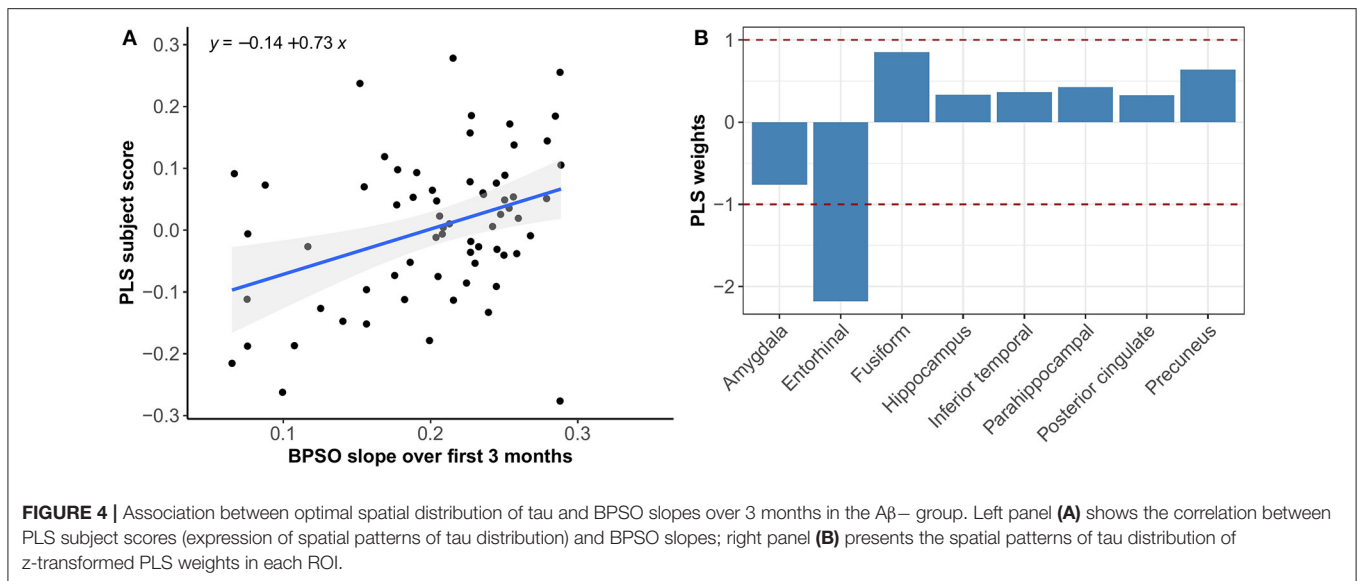 A
y = −0.14 +0.73 x
PLS subject score
0.3
0.2
0.1
0.0
−0.1
−0.2
−0.3
0.1 0.2 0.3
BPSO slope over first 3 months
B
PLS weights
1
0
−1
−2
Amygdala
Entorhinal
Fusiform
Hippocampus
Inferior temporal
Parahippocampal
Posterior cingulate
Precuneus
FIGURE 4 | Association between optimal spatial distribution of tau and BPSO slopes over 3 months in the Aβ− group. Left panel (A) shows the correlation between
PLS subject scores (expression of spatial patterns of tau distribution) and BPSO slopes; right panel (B) presents the spatial patterns of tau distribution of
z-transformed PLS weights in each ROI.